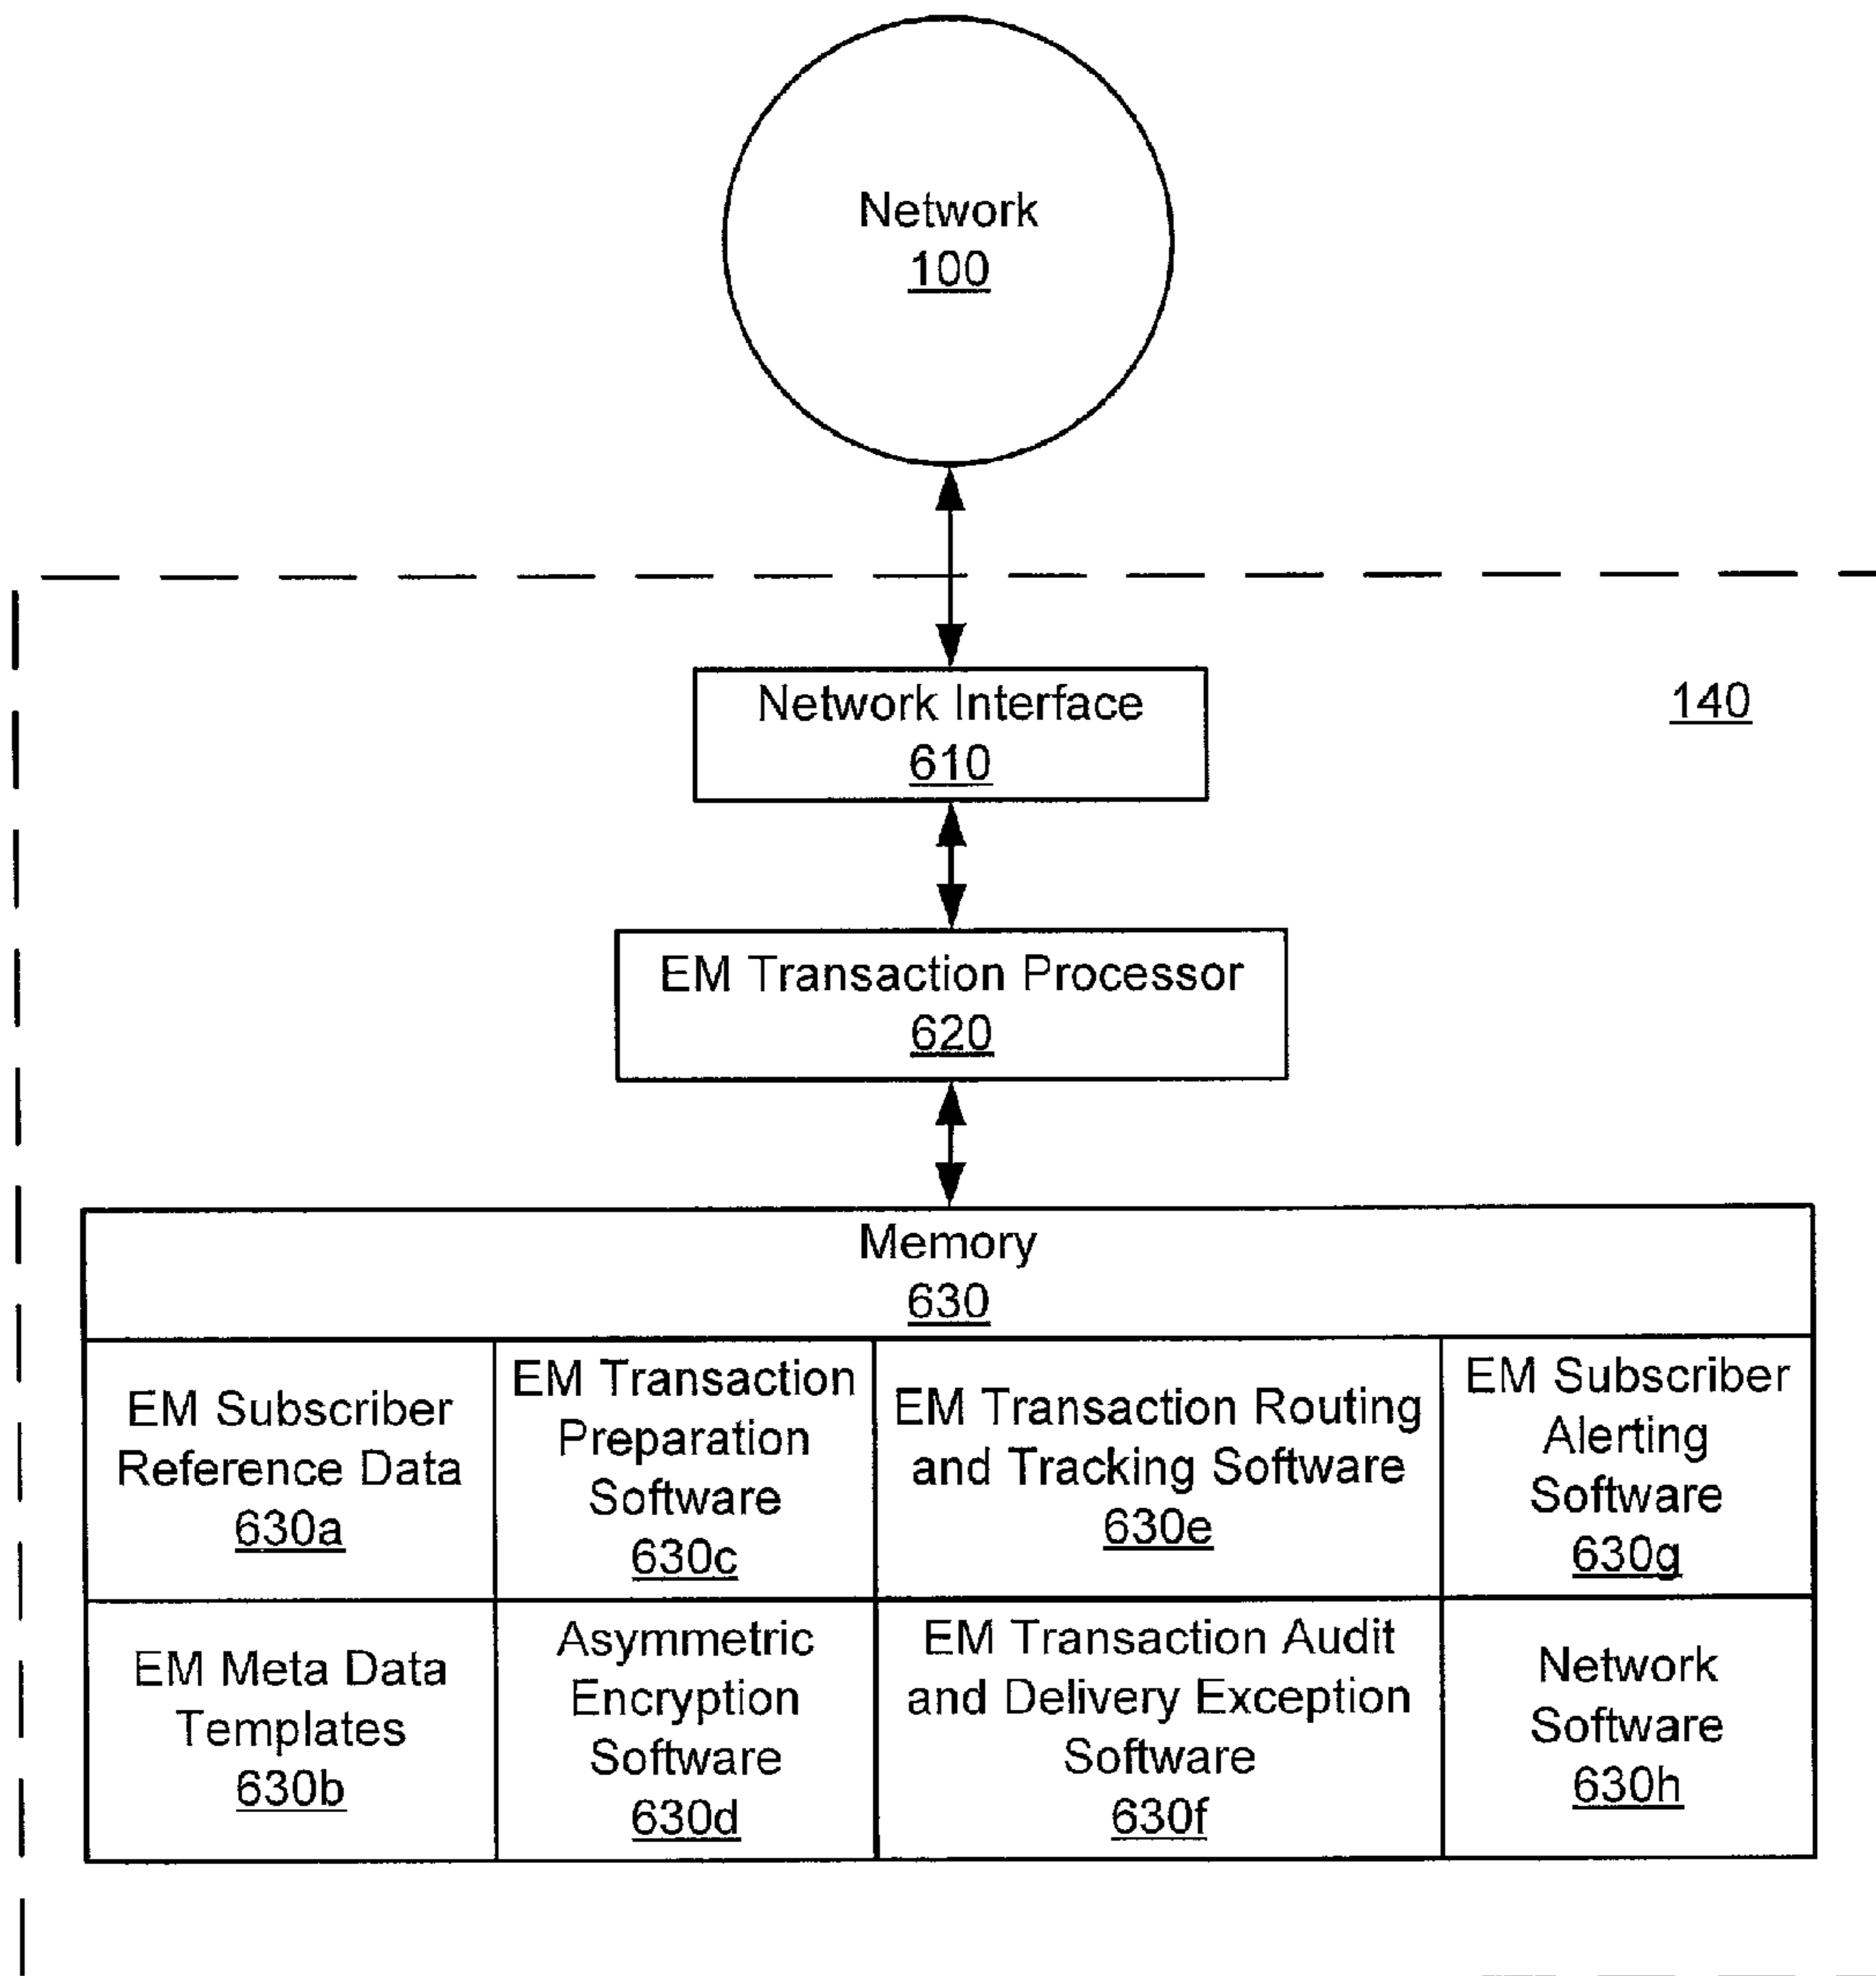 Network
100
Network Interface
610
140
EM Transaction Processor
620
Memory
630
EM Subscriber
Reference Data
630a
EM Transaction
Preparation
Software
630c
EM Transaction Routing
and Tracking Software
630e
EM Subscriber
Alerting
Software
630g
EM Meta Data
Templates
630b
Asymmetric
Encryption
Software
630d
EM Transaction Audit
and Delivery Exception
Software
630f
Network
Software
630h